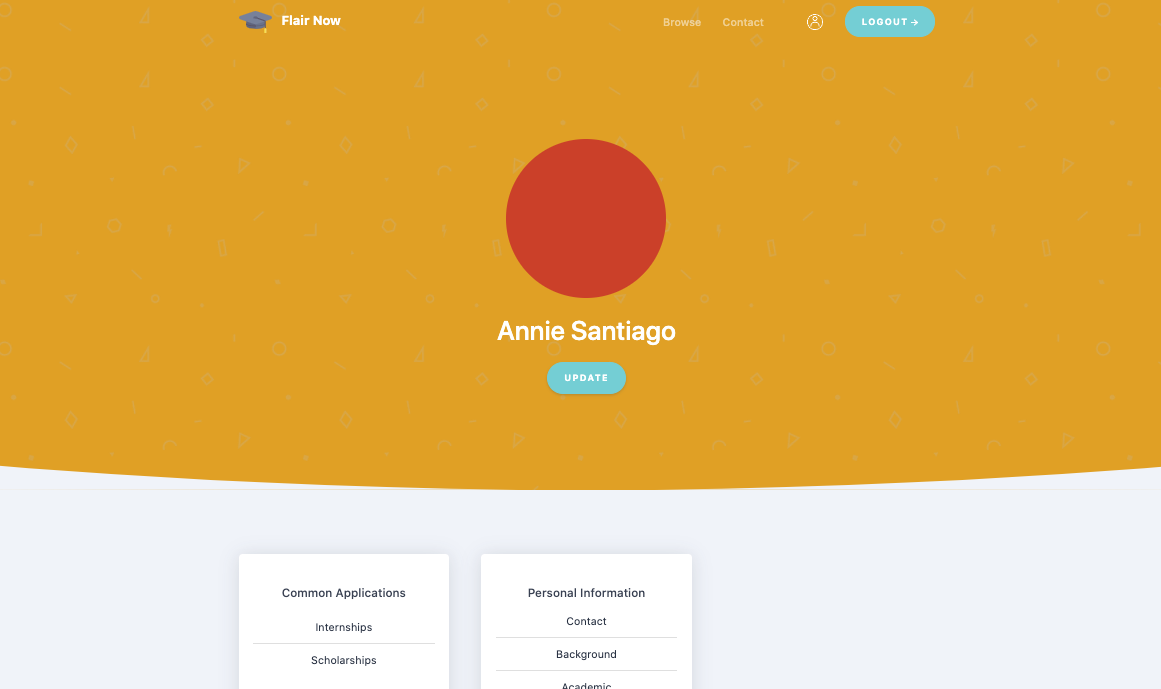 Flair Now
Browse
Contact
LOGOUT →
Annie Santiago
UPDATE
Common Applications
Internships
Scholarships
Personal Information
Contact
Background
Academic